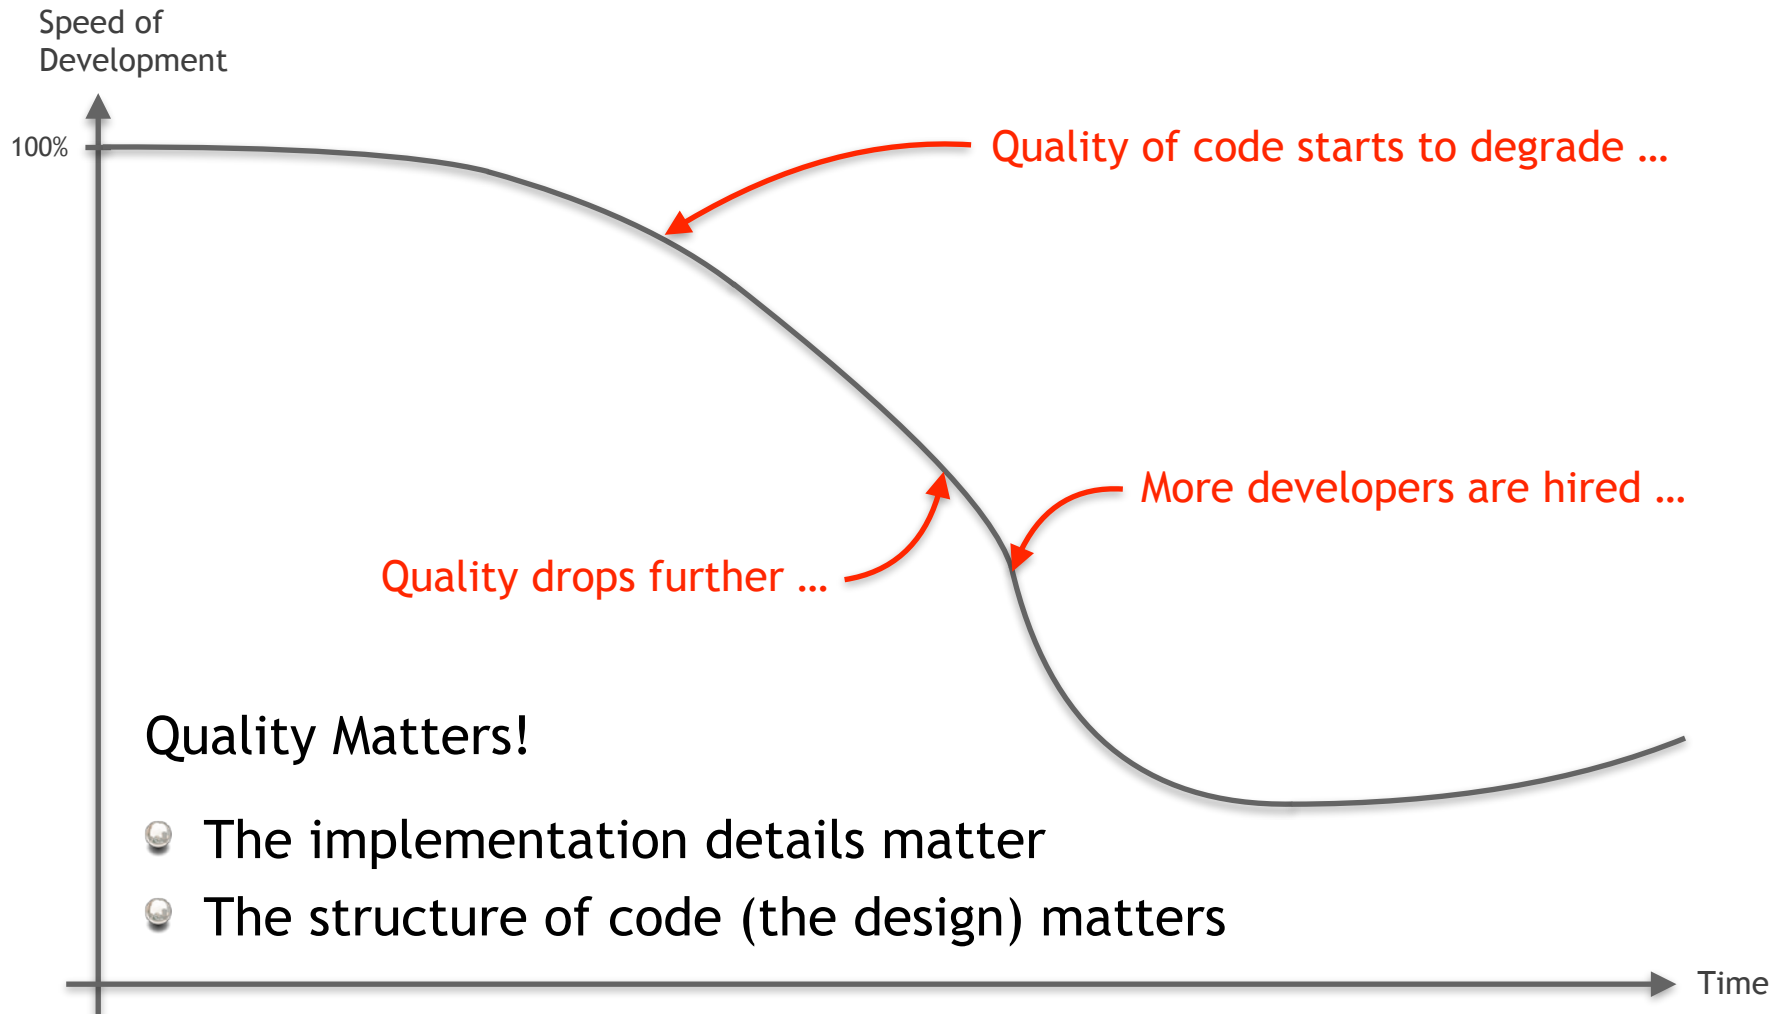 Speed of
Development
100%
Quality of code starts to degrade …
More developers are hired …
Quality drops further …
Quality Matters!
The implementation details matter
The structure of code (the design) matters
Time